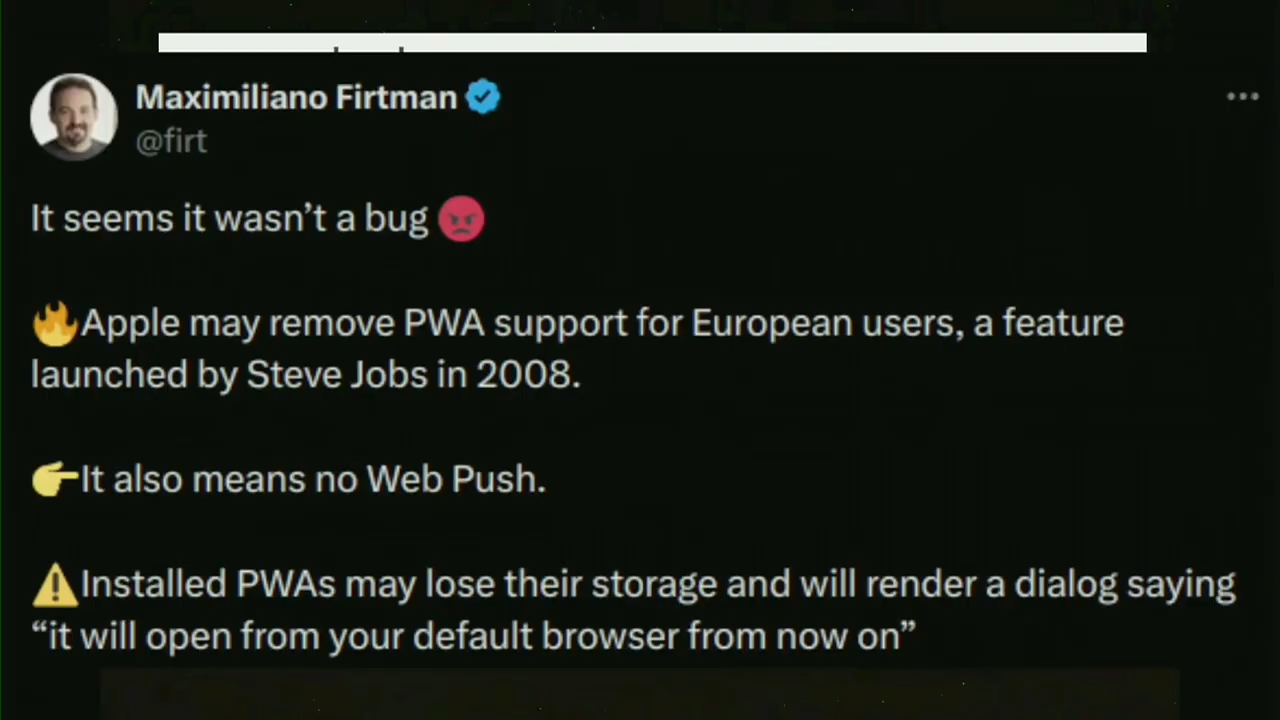 Maximiliano Firtman
@firt
It seems it wasn’t a bug 😡
🔥Apple may remove PWA support for European users, a feature
launched by Steve Jobs in 2008.
👉It also means no Web Push.
⚠️Installed PWAs may lose their storage and will render a dialog saying
“it will open from your default browser from now on”